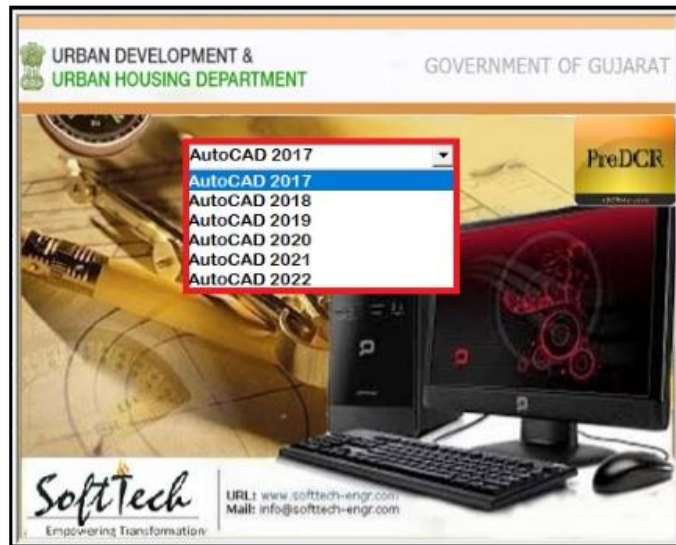 URBAN DEVELOPMENT &
URBAN HOUSING DEPARTMENT
GOVERNMENT OF GUJARAT
AutoCAD 2017
PreDCR
AutoCAD 2017
AutoCAD 2018
AutoCAD 2019
AutoCAD 2020
AutoCAD 2021
AutoCAD 2022
SoftTech
Empowering Transformation
URL: www.softtech-engr.com
Mail: info@softtech-engr.com